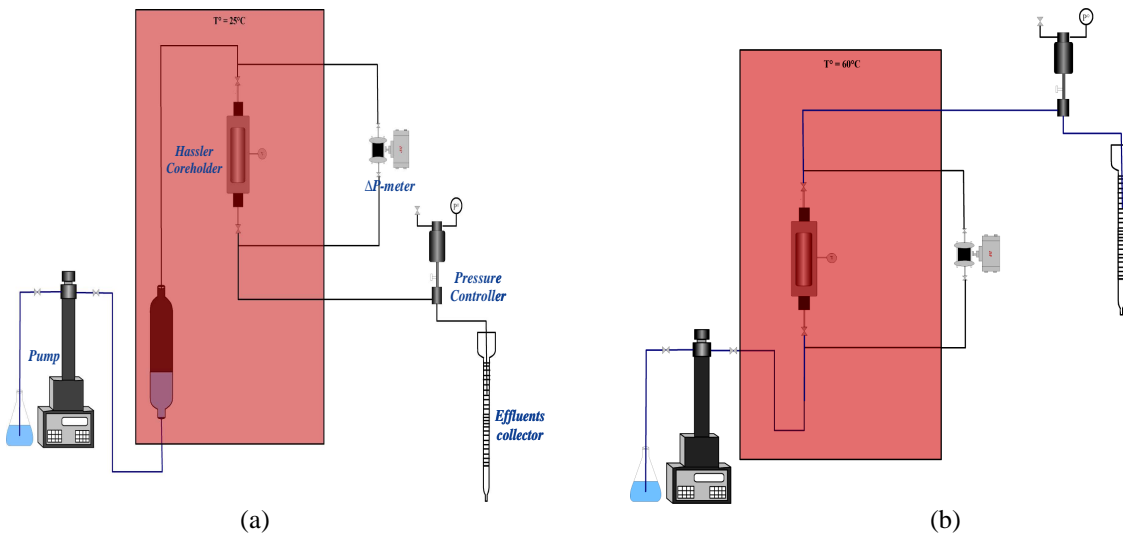 T° = 25°C
Hassler
Coreholder
ΔP-meter
Pressure
Controller
Pump
Effluents
collector
(a)
P°
T° = 60°C
P°
(b)